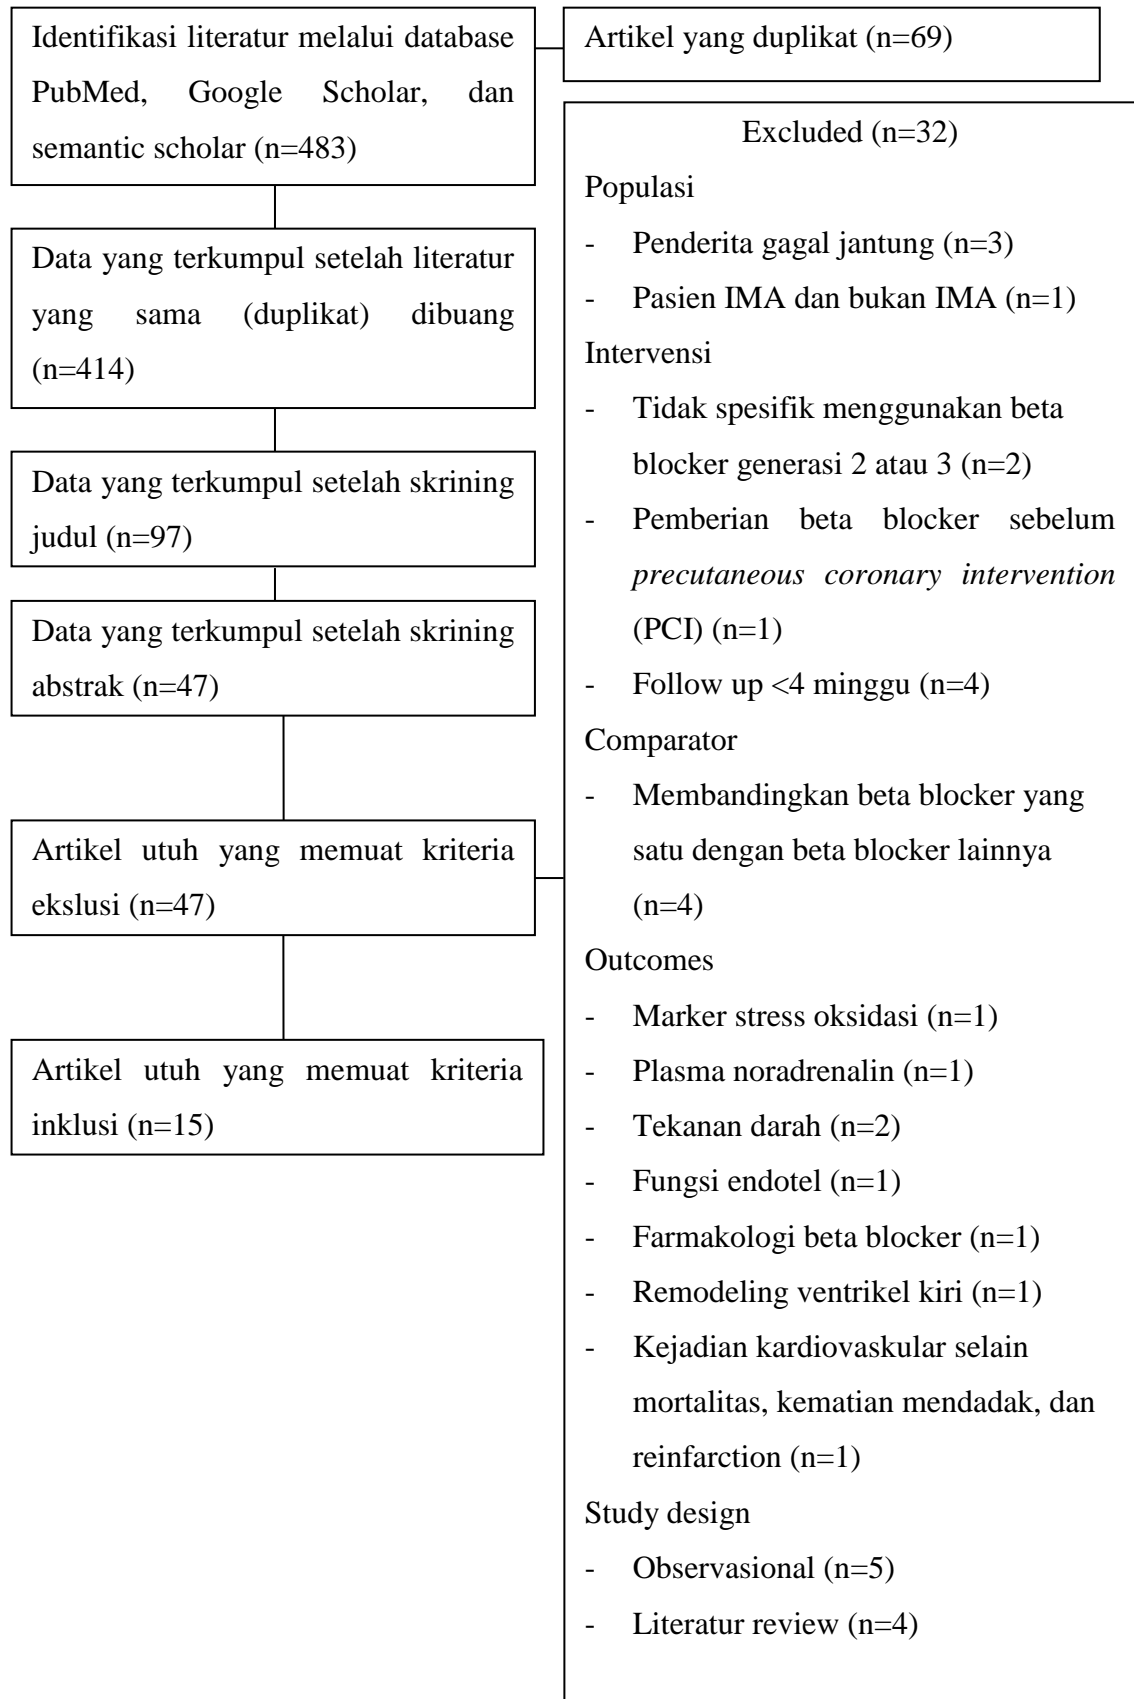 Identifikasi literatur melalui database
PubMed, Google Scholar, dan
semantic scholar (n=483)
Artikel yang duplikat (n=69)
Data yang terkumpul setelah literatur
yang sama (duplikat) dibuang
(n=414)
Data yang terkumpul setelah skrining
judul (n=97)
Data yang terkumpul setelah skrining
abstrak (n=47)
Artikel utuh yang memuat kriteria
ekslusi (n=47)
Artikel utuh yang memuat kriteria
inklusi (n=15)
Excluded (n=32)
Populasi
- Penderita gagal jantung (n=3)
- Pasien IMA dan bukan IMA (n=1)
Intervensi
- Tidak spesifik menggunakan beta
blocker generasi 2 atau 3 (n=2)
- Pemberian beta blocker sebelum
precutaneous coronary intervention
(PCI) (n=1)
- Follow up <4 minggu (n=4)
Comparator
- Membandingkan beta blocker yang
satu dengan beta blocker lainnya
(n=4)
Outcomes
- Marker stress oksidasi (n=1)
- Plasma noradrenalin (n=1)
- Tekanan darah (n=2)
- Fungsi endotel (n=1)
- Farmakologi beta blocker (n=1)
- Remodeling ventrikel kiri (n=1)
- Kejadian kardiovaskular selain
mortalitas, kematian mendadak, dan
reinfarction (n=1)
Study design
- Observasional (n=5)
- Literatur review (n=4)